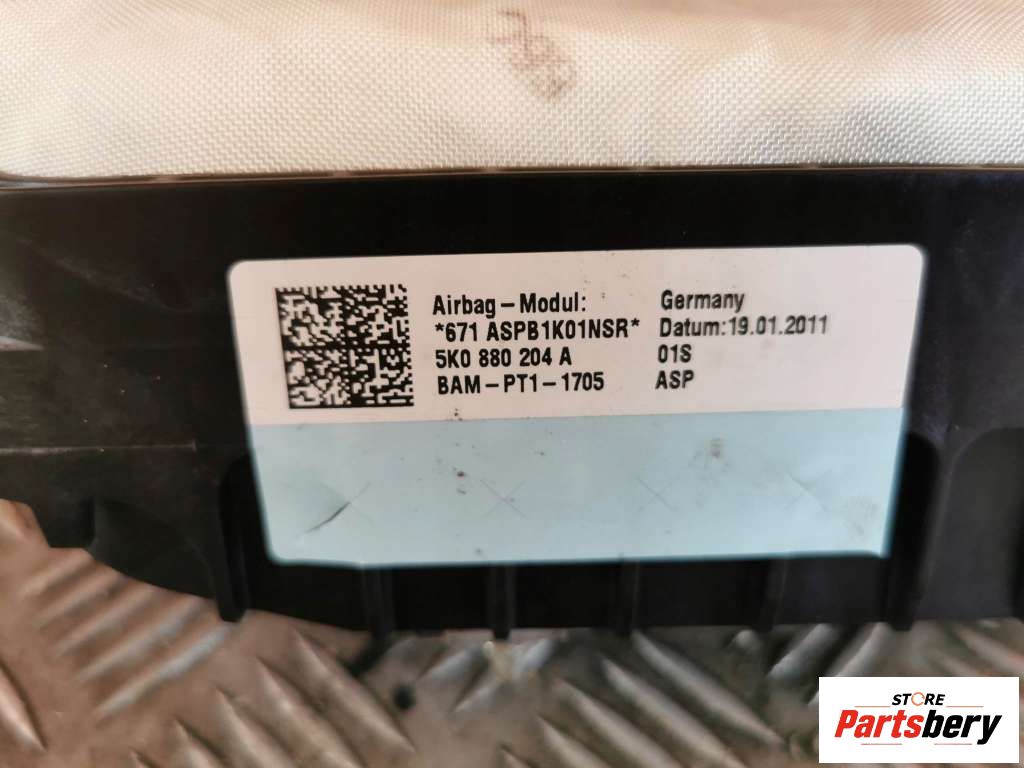 Airbag-Modul:
*671 ASPB1K01NSR*
5K0 880 204 A
BAM-PT1-1705
Germany
Datum:19.01.2011
01S
ASP
STORE
Partsbery